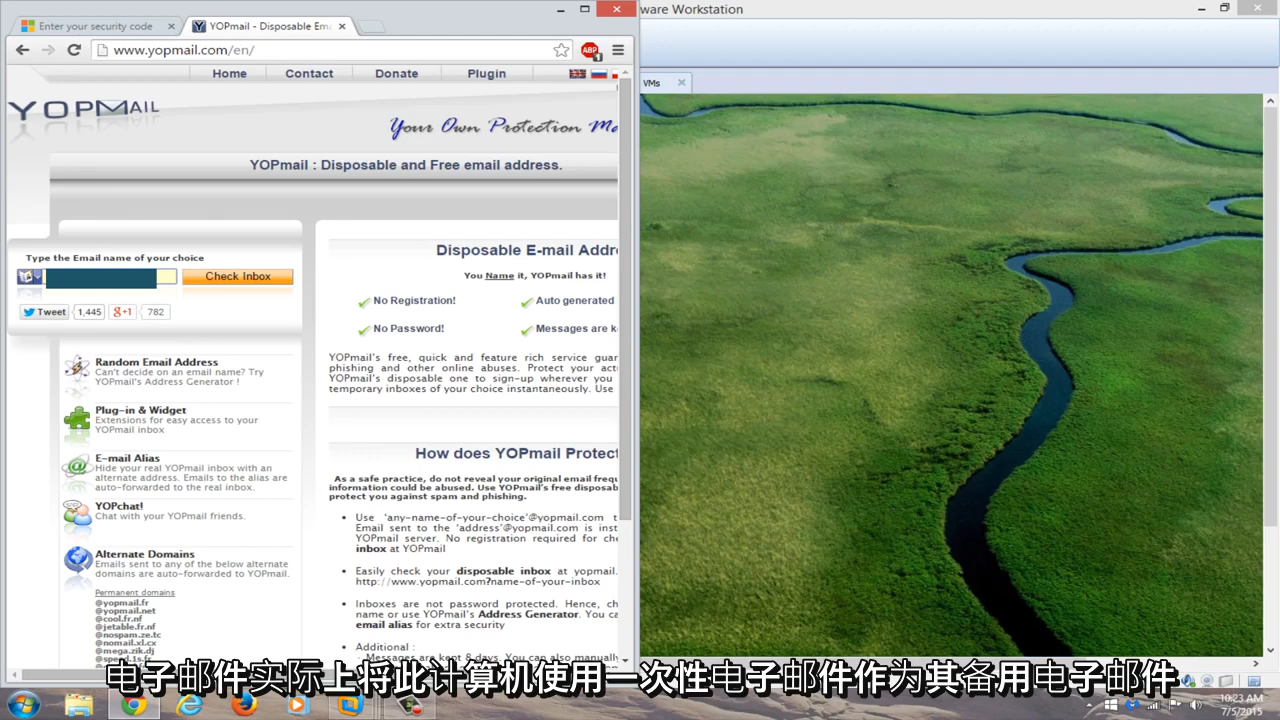 Enter your security code
YOPmail - Disposable Ema
ware Workstation
www.yopmail.com/en/
ABP
1
VMs
Home
Contact
Donate
Plugin
YOPMAIL
Your Own Protection Ma
YOPmail : Disposable and Free email address.
Type the Email name of your choice
Check Inbox
Tweet
1,445
g+1
782
Random Email Address
Can't decide on an email name? Try
YOPmail's Address Generator !
Plug-in & Widget
Extensions for easy access to your
YOPmail inbox
E-mail Alias
Hide your real YOPmail inbox with an
alternate address. Emails to the alias are
auto-forwarded to the real inbox.
YOPchat!
Chat with your YOPmail friends.
Alternate Domains
Emails sent to any of the below alternate
domains are auto-forwarded to YOPmail.
Permanent domains
@yopmail.fr
@yopmail.net
@cool.fr.nf
@jetable.fr.nf
@nospam.ze.tc
@nomail.xl.cx
@mega.zik.dj
@speed.1s.fr
Disposable E-mail Addre
You Name it, YOPmail has it!
No Registration!
Auto generated
No Password!
Messages are k
YOPmail's free, quick and feature rich service guar
phishing and other online abuses. Protect your act
YOPmail's disposable one to sign-up wherever you
temporary inboxes of your choice instantaneously. Use
How does YOPmail Protect
As a safe practice, do not reveal your original email freq
information could be abused. Use YOPmail's free disposab
protect you against spam and phishing.
Use 'any-name-of-your-choice'@yopmail.com t
Email sent to the 'address'@yopmail.com is inst
YOPmail server. No registration required for che
inbox at YOPmail
Easily check your disposable inbox at yopmail.
http://www.yopmail.com?name-of-your-inbox
Inboxes are not password protected. Hence, ch
name or use YOPmail's Address Generator. You ca
email alias for extra security
Additional :
Messages are kept 8 days. You can also manually
电子邮件实际上将此计算机使用一次性电子邮件作为其备用电子邮件
10:23 AM
7/5/2015